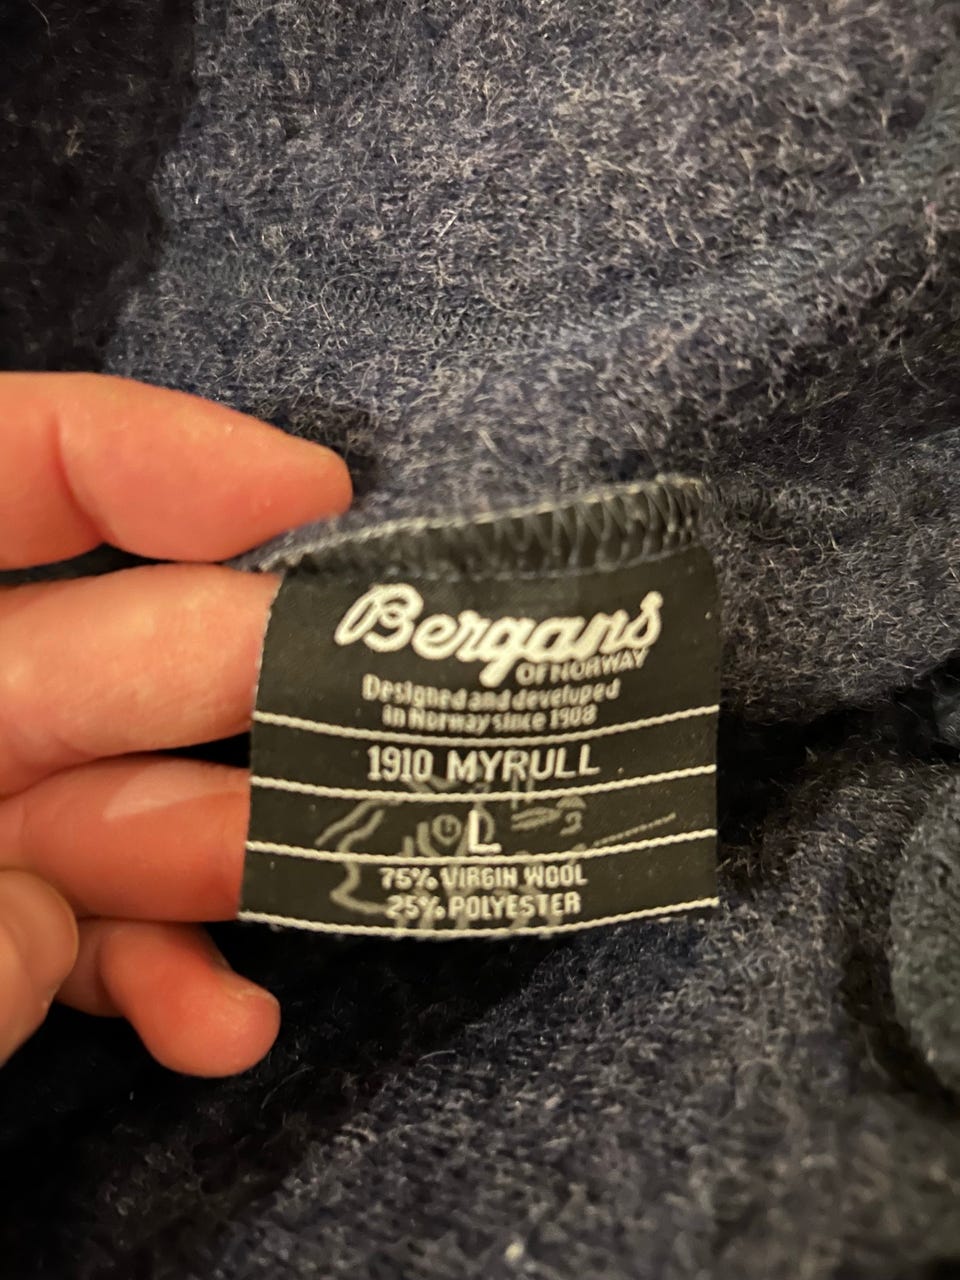 Bergans
OF NORWAY
Designed and developed
in Norway since 1908
1910 MYRULL
L
75% VIRGIN WOOL
25% POLYESTER